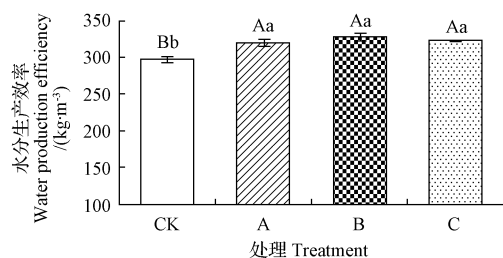 水分生产效率
Water production efficiency
/(kg·m⁻³)
350
300
250
200
150
100
Bb
Aa
Aa
Aa
CK
A
B
C
处理 Treatment